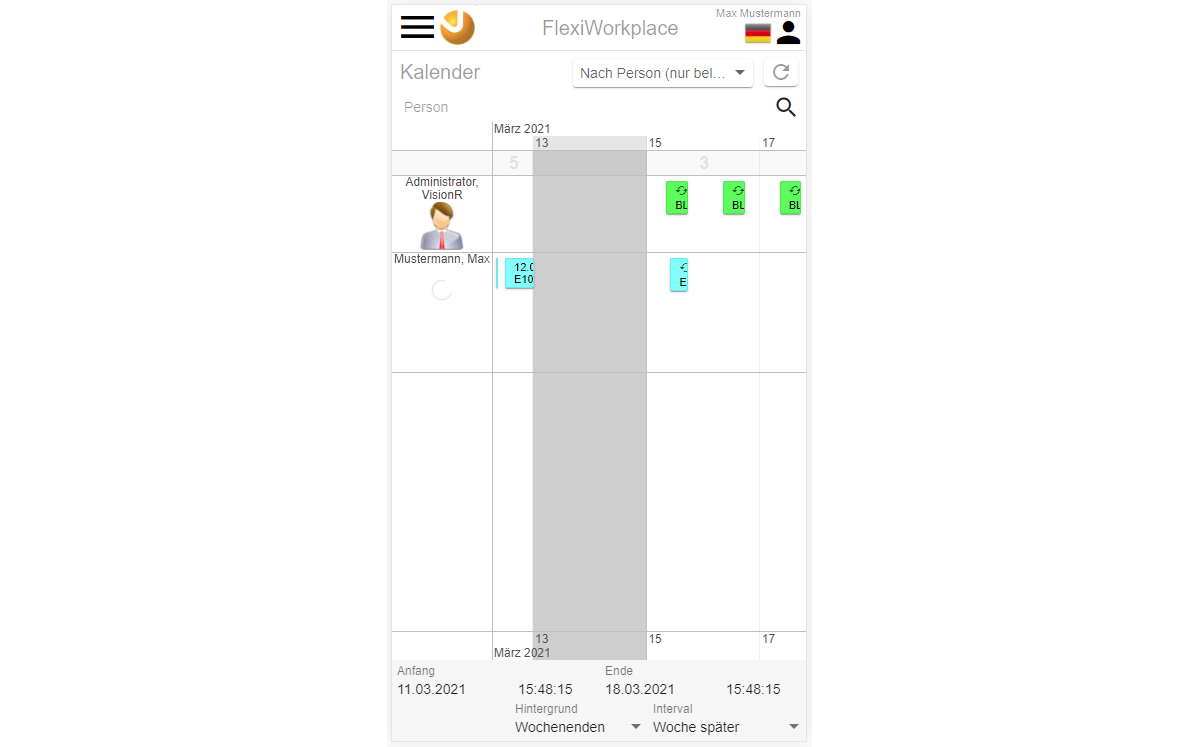 Max Mustermann
FlexiWorkplace
Kalender
Nach Person (nur bel...
Person
März 2021
13 15 17
5 3
Administrator,
VisionR
BL BL BL
Mustermann, Max
12.0
E10
E
13 15 17
März 2021
Anfang Ende
11.03.2021 15:48:15 18.03.2021 15:48:15
Hintergrund Interval
Wochenenden Woche später